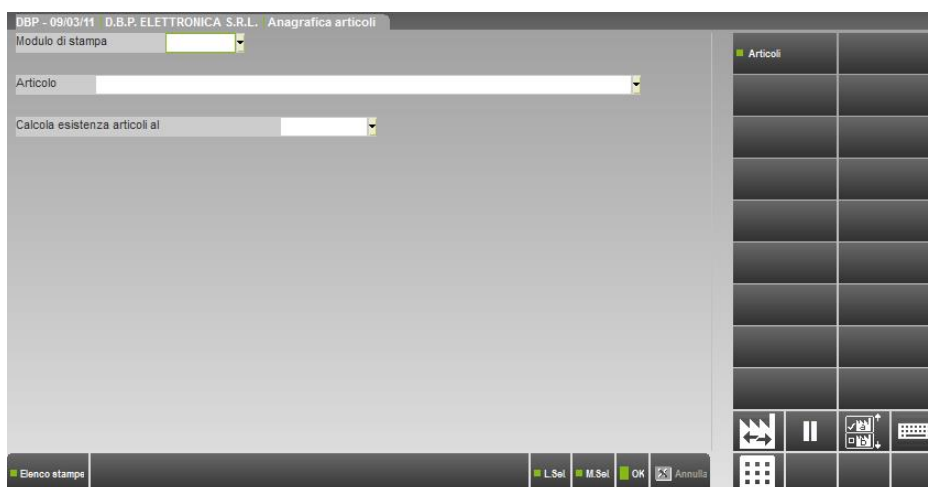 DBP - 09/03/11 D.B.P. ELETTRONICA S.R.L. Anagrafica articoli
Modulo di stampa
Articoli
Articolo
Calcola esistenza articoli al
Elenco stampe
L.Sel
M.Sel
OK
Annulla